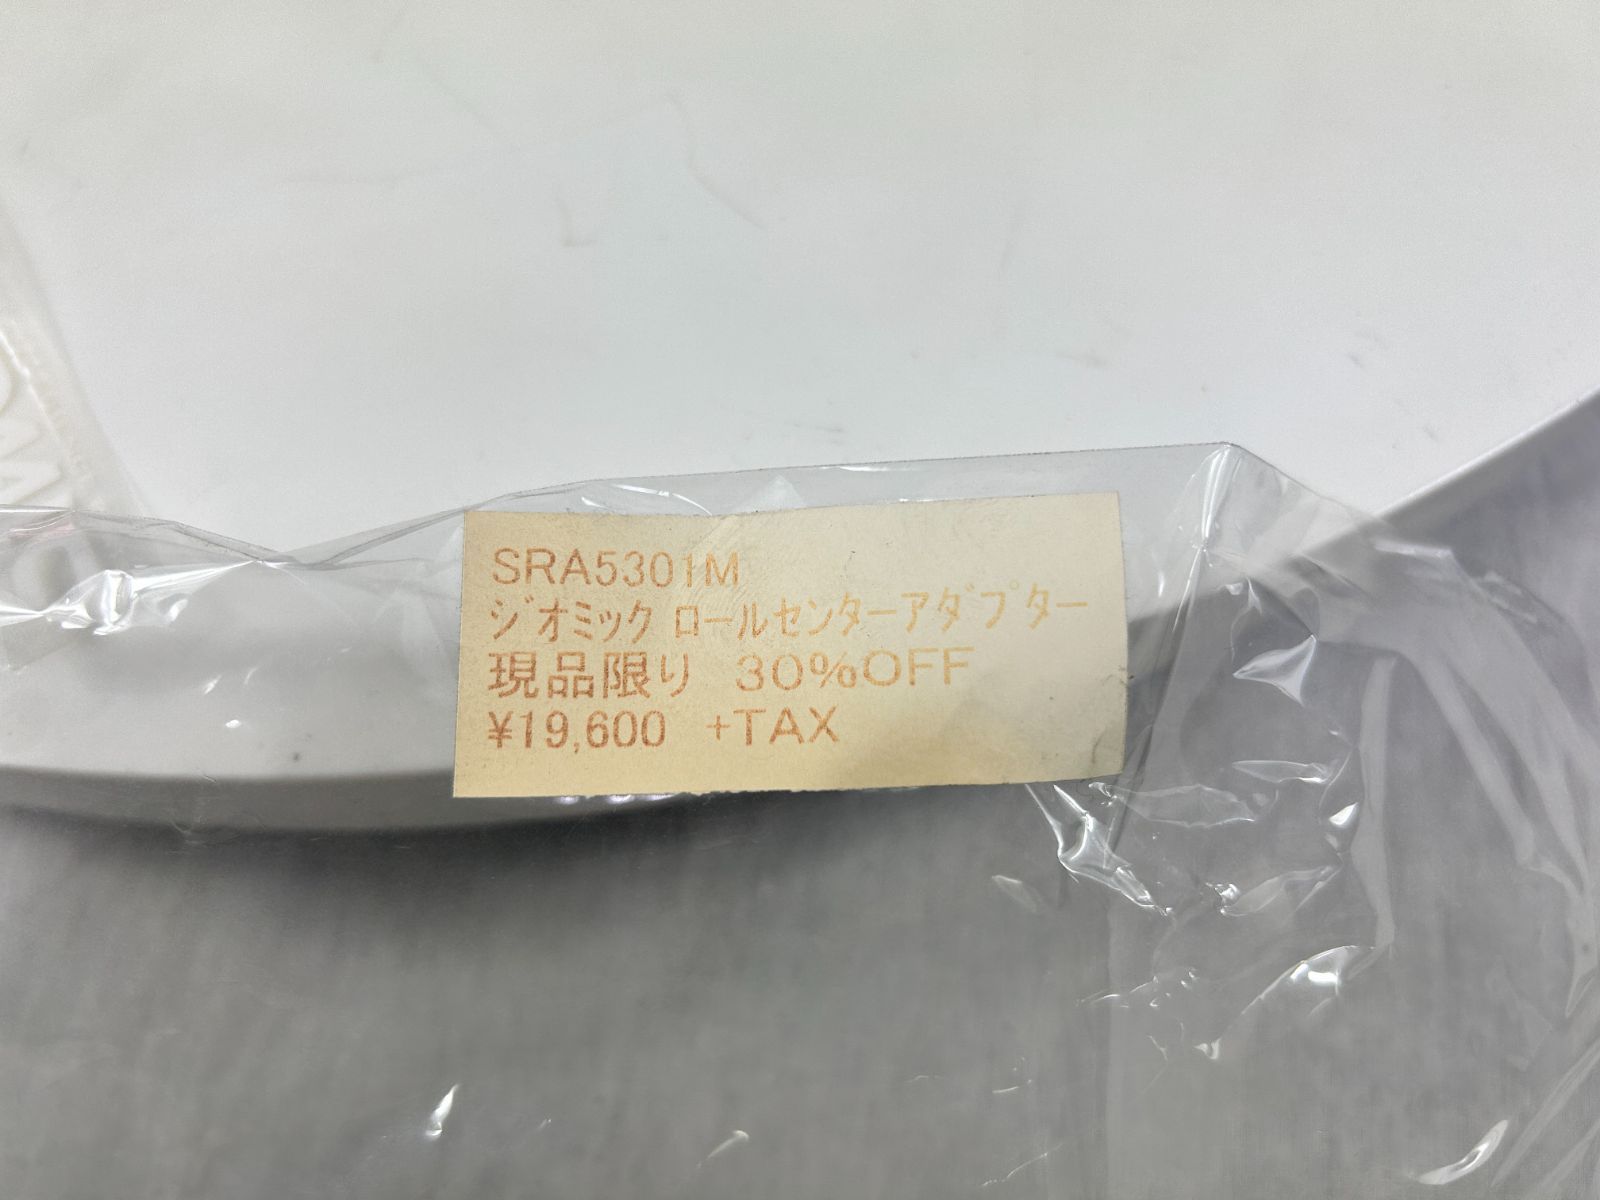 SRA5301M
ジオミック ロールセンターアダプター
現品限り 30%OFF
¥19,600 +TAX